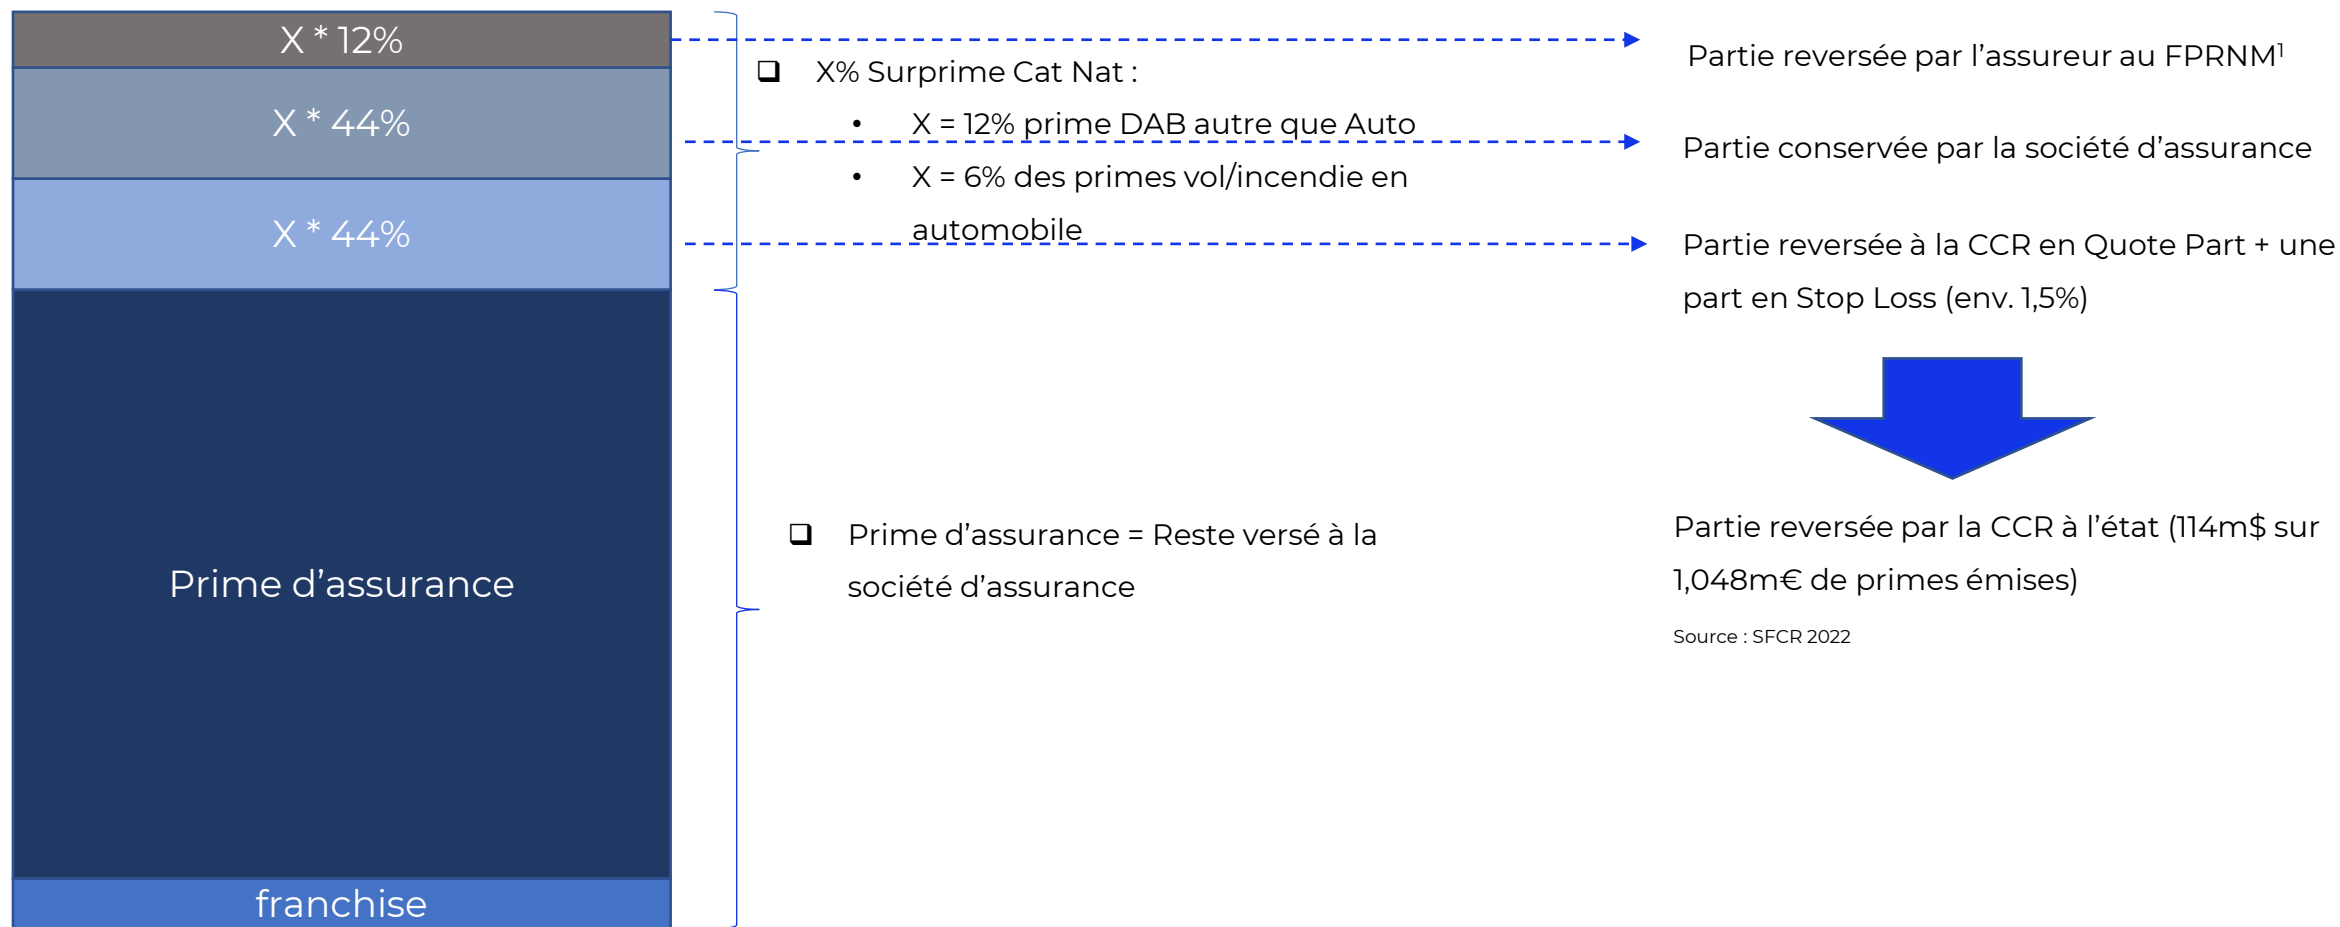 X * 12%
X * 44%
X * 44%
Prime d’assurance
franchise
❑ X% Surprime Cat Nat :
• X = 12% prime DAB autre que Auto
• X = 6% des primes vol/incendie en
automobile
❑ Prime d’assurance = Reste versé à la
société d’assurance
Partie reversée par l’assureur au FPRNM¹
Partie conservée par la société d’assurance
Partie reversée à la CCR en Quote Part + une
part en Stop Loss (env. 1,5%)
Partie reversée par la CCR à l’état (114m$ sur
1,048m€ de primes émises)
Source : SFCR 2022